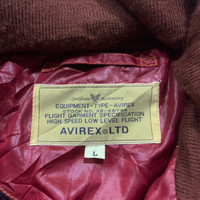 EQUIPMENT-TYPE-AVIREX
FLIGHT GARMENT SPECIFICATION
HIGH SPEED LOW LEVEL FLIGHT
AVIREX LTD
L